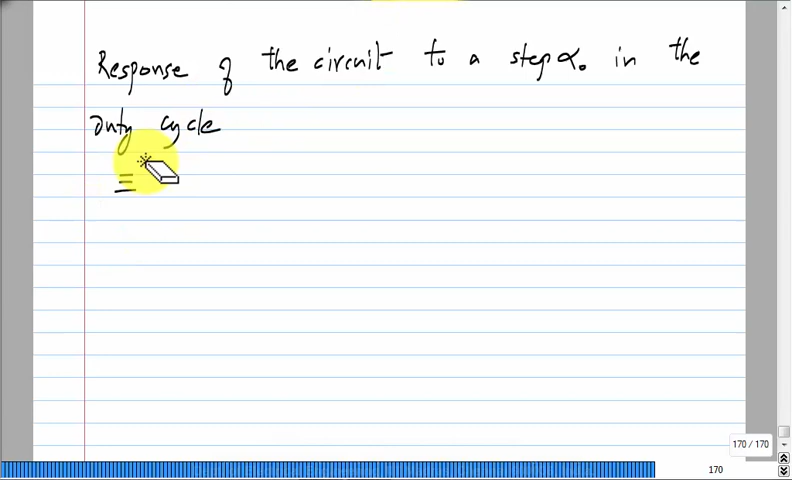 Response of the circuit to a step α₀ in the
duty cycle
≡
170 / 170
170